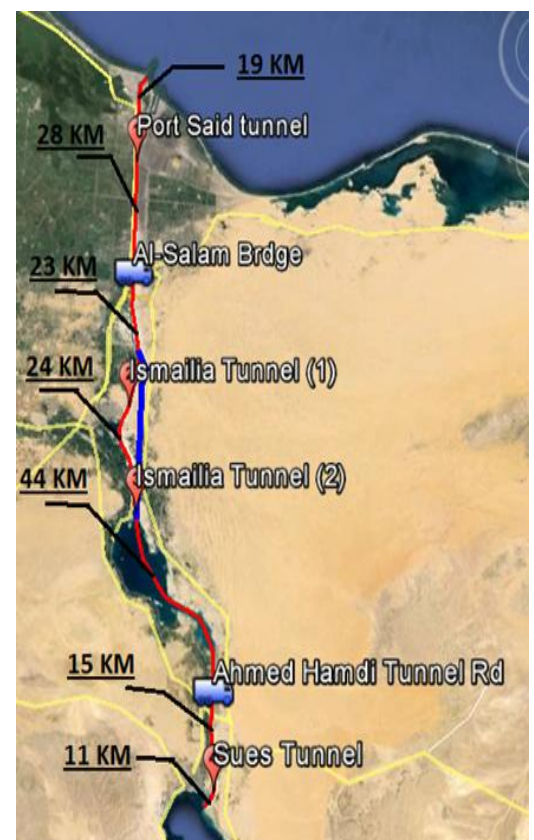 19 KM
Port Said tunnel
28 KM
Al-Salam Brdge
23 KM
Ismailia Tunnel (1)
24 KM
Ismailia Tunnel (2)
44 KM
Ahmed Hamdi Tunnel Rd
15 KM
Sues Tunnel
11 KM